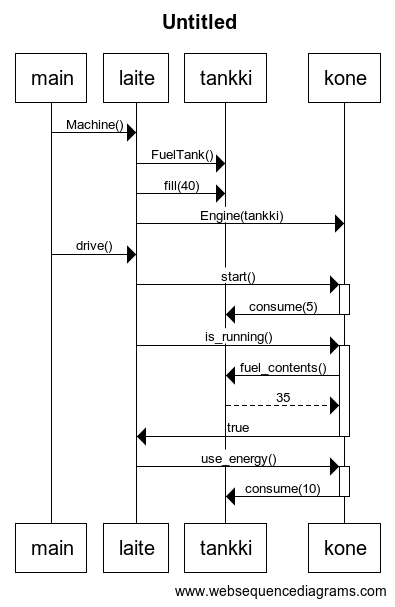 Untitled
main laite tankki kone
Machine()
FuelTank()
fill(40)
Engine(tankki)
drive()
start()
consume(5)
is_running()
fuel_contents()
35
true
use_energy()
consume(10)
main laite tankki kone
www.websequencediagrams.com